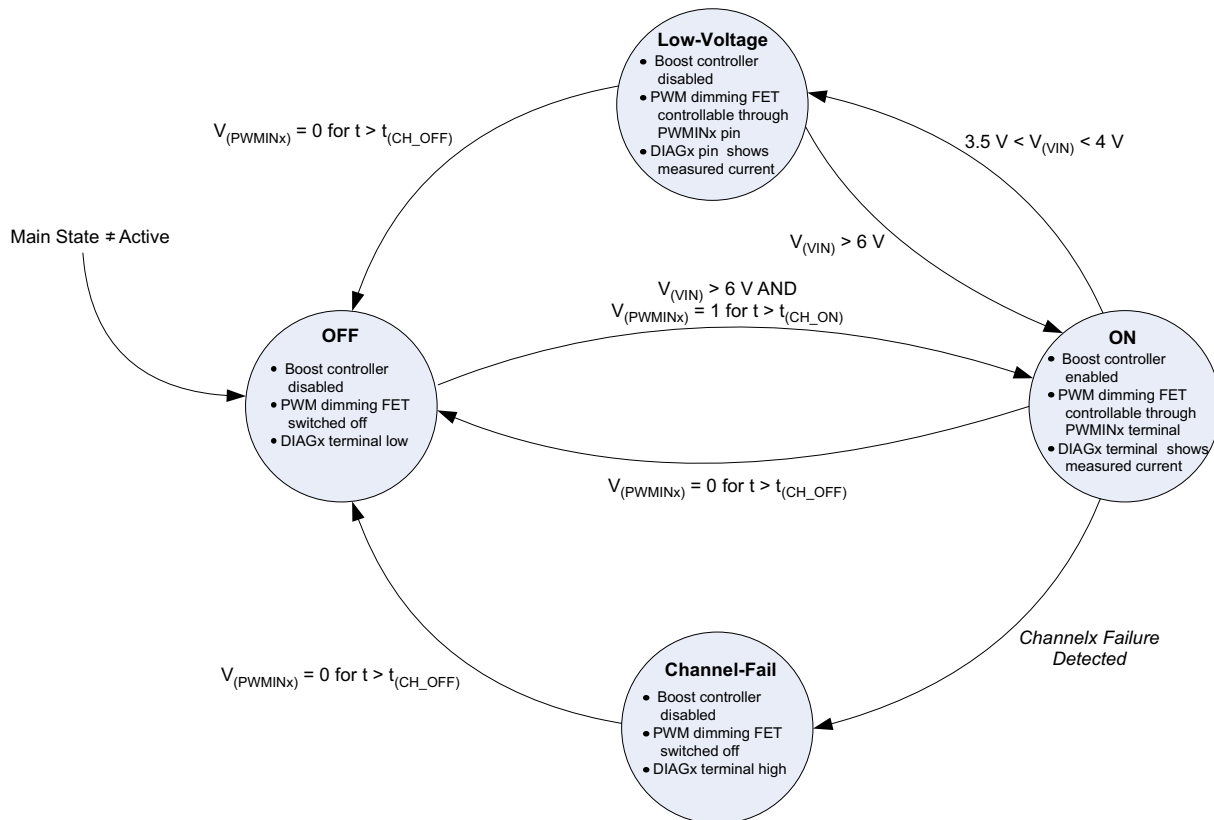 Low-Voltage
• Boost controller
disabled
• PWM dimming FET
controllable through
PWMINx pin
• DIAGx pin shows
measured current
V(PWMINx) = 0 for t > t(CH_OFF)
3.5 V < V(VIN) < 4 V
Main State ≠ Active
V(VIN) > 6 V
V(VIN) > 6 V AND
V(PWMINx) = 1 for t > t(CH_ON)
OFF
• Boost controller
disabled
• PWM dimming FET
switched off
• DIAGx terminal low
ON
• Boost controller
enabled
• PWM dimming FET
controllable through
PWMINx terminal
• DIAGx terminal shows
measured current
V(PWMINx) = 0 for t > t(CH_OFF)
Channelx Failure
Detected
V(PWMINx) = 0 for t > t(CH_OFF)
Channel-Fail
• Boost controller
disabled
• PWM dimming FET
switched off
• DIAGx terminal high